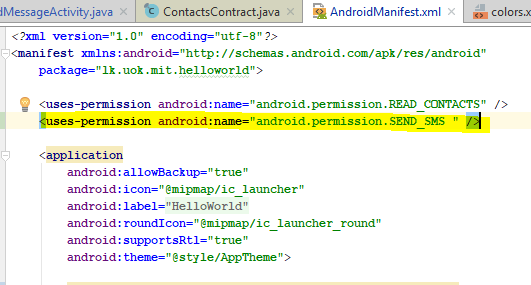 dMessageActivity.java ContactsContract.java AndroidManifest.xml colors.x
<?xml version="1.0" encoding="utf-8"?>
<manifest xmlns:android="http://schemas.android.com/apk/res/android"
package="lk.uok.mit.helloworld">
<uses-permission android:name="android.permission.READ_CONTACTS" />
<uses-permission android:name="android.permission.SEND_SMS " />
<application
android:allowBackup="true"
android:icon="@mipmap/ic_launcher"
android:label="HelloWorld"
android:roundIcon="@mipmap/ic_launcher_round"
android:supportsRtl="true"
android:theme="@style/AppTheme">